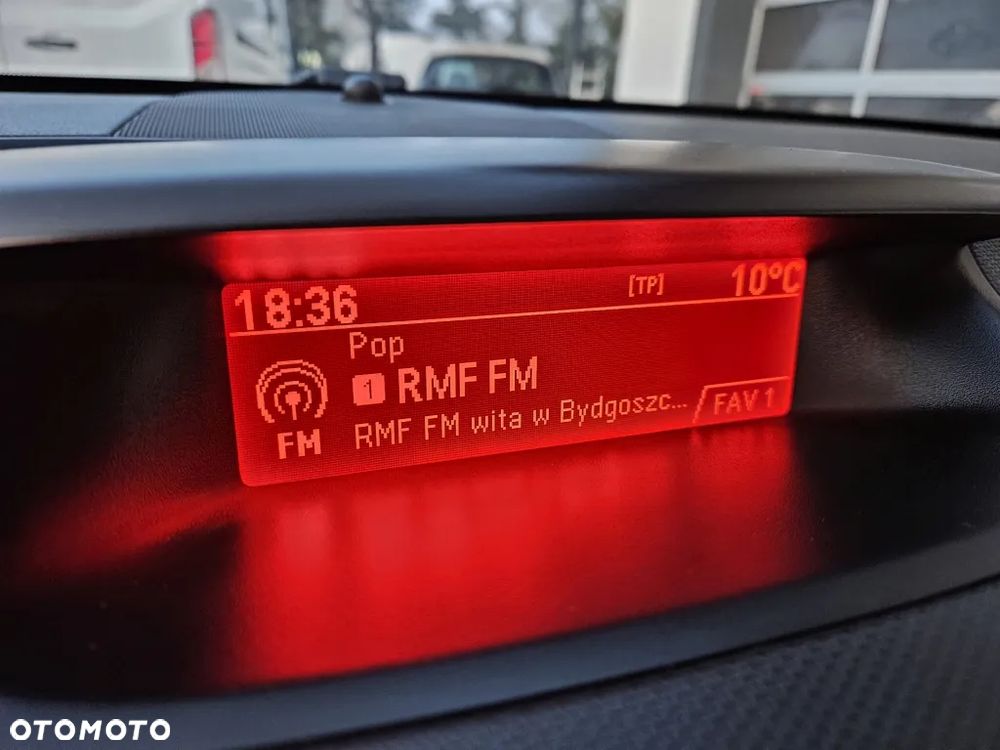 18:36 [TP] 10°C
Pop
1 RMF FM
FM RMF FM wita w Bydgoszc... FAV 1
OTOMOTO